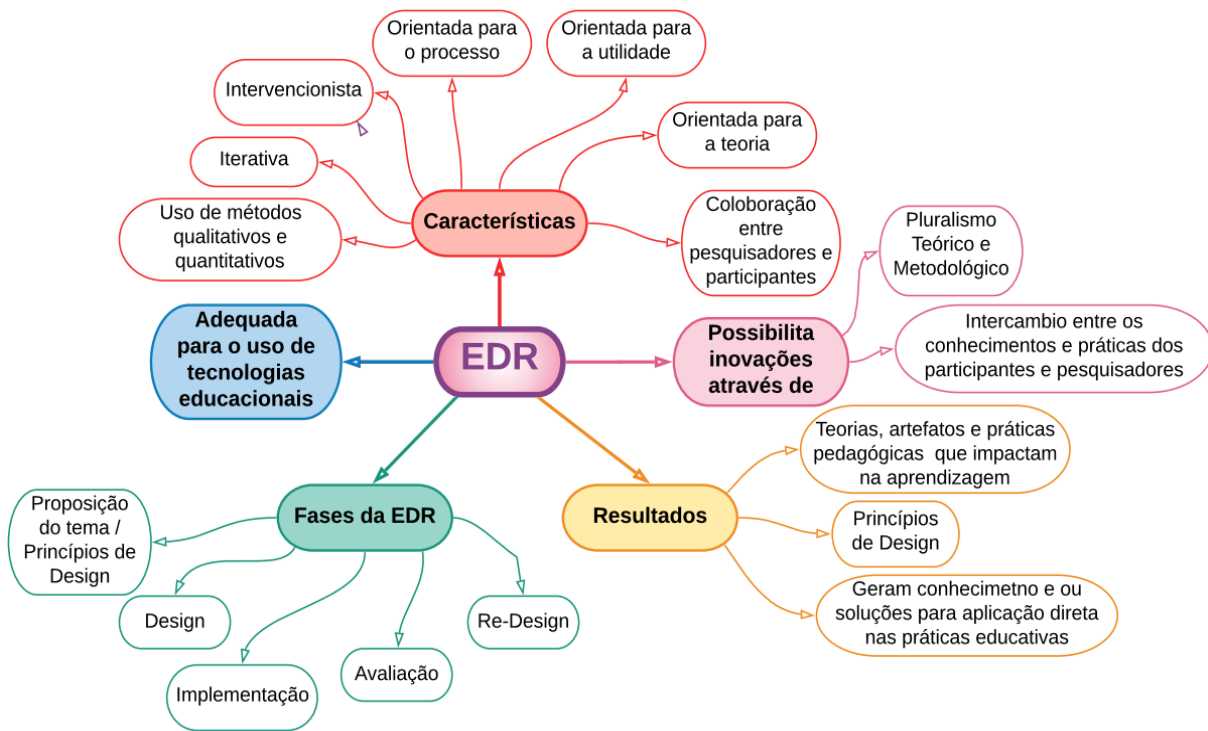 Orientada para
o processo
Orientada para
a utilidade
Intervencionista
Orientada para
a teoria
Iterativa
Uso de métodos
qualitativos e
quantitativos
Características
Coloboração
entre
pesquisadores e
participantes
Pluralismo
Teórico e
Metodológico
Adequada
para o uso de
tecnologias
educacionais
EDR
Possibilita
inovações
através de
Intercambio entre os
conhecimentos e práticas dos
participantes e pesquisadores
Teorias, artefatos e práticas
pedagógicas que impactam
na aprendizagem
Proposição
do tema /
Princípios de
Design
Fases da EDR
Resultados
Princípios
de Design
Design
Re-Design
Geram conhecimetno e ou
soluções para aplicação direta
nas práticas educativas
Implementação
Avaliação